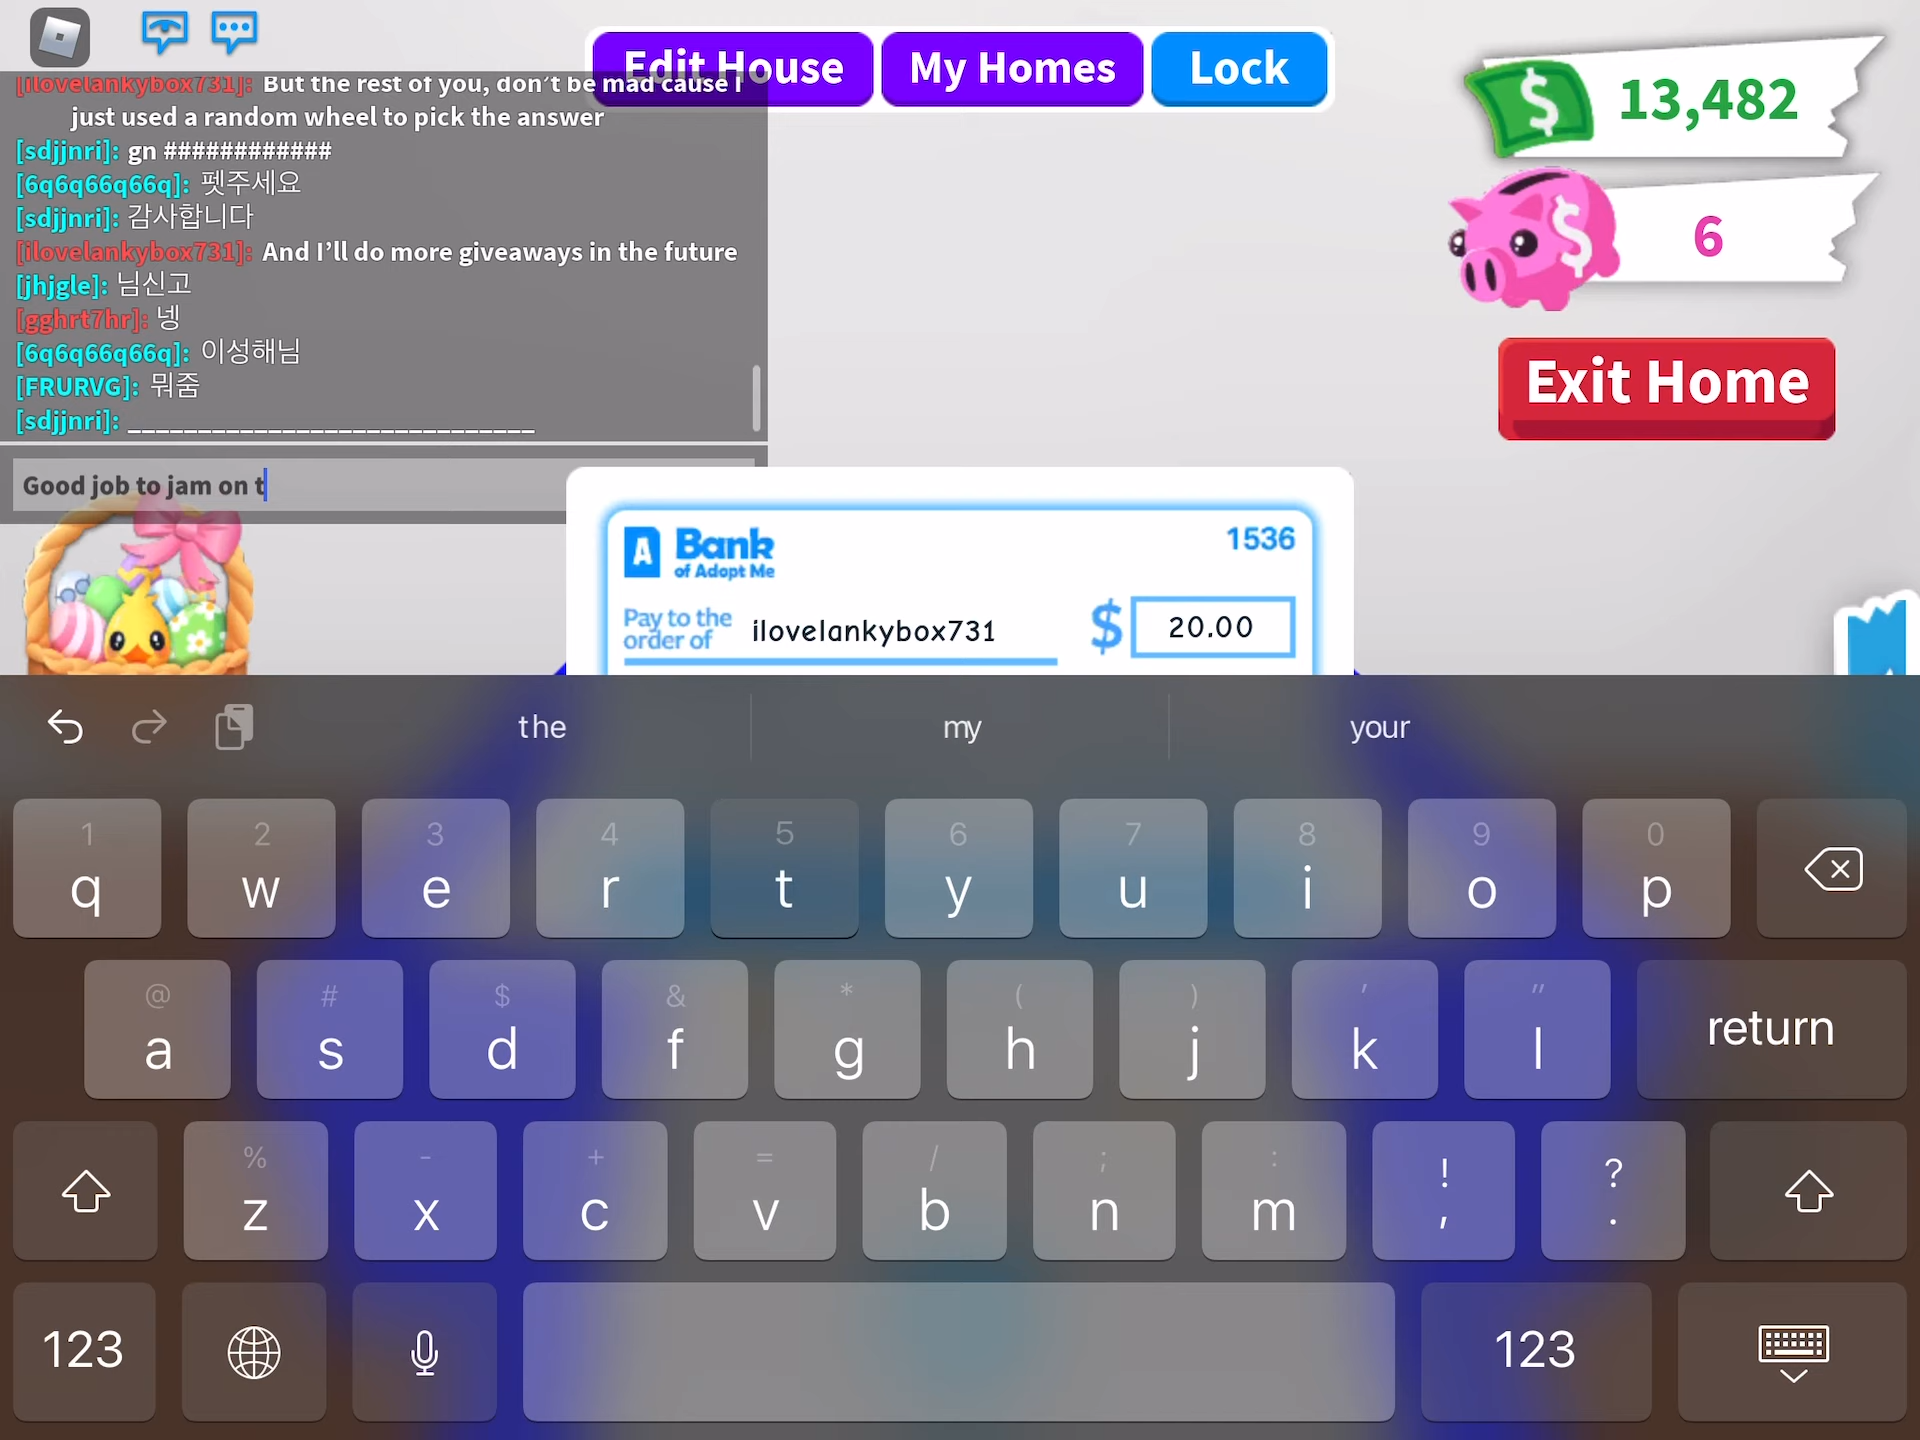 Edit House
My Homes
Lock
13,482
6
Exit Home
[ilovelankybox731]: But the rest of you, don't be mad cause I
just used a random wheel to pick the answer
[sdjjnri]: gn ############
[6q6q66q66q]: 펫주세요
[sdjjnri]: 감사합니다
[ilovelankybox731]: And I'll do more giveaways in the future
[jhjgle]: 님신고
[gghrt7hr]: 넹
[6q6q66q66q]: 이성해님
[FRURVG]: 뭐줌
[sdjjnri]: _____________________________
Good job to jam on t
A Bank
of Adopt Me
1536
Pay to the
order of
ilovelankybox731
$ 20.00
the my your
1 2 3 4 5 6 7 8 9 0
q w e r t y u i o p
@ # $ & * ( ) ' "
a s d f g h j k l return
% - + = / ; : ! ?
z x c v b n m , .
123 123